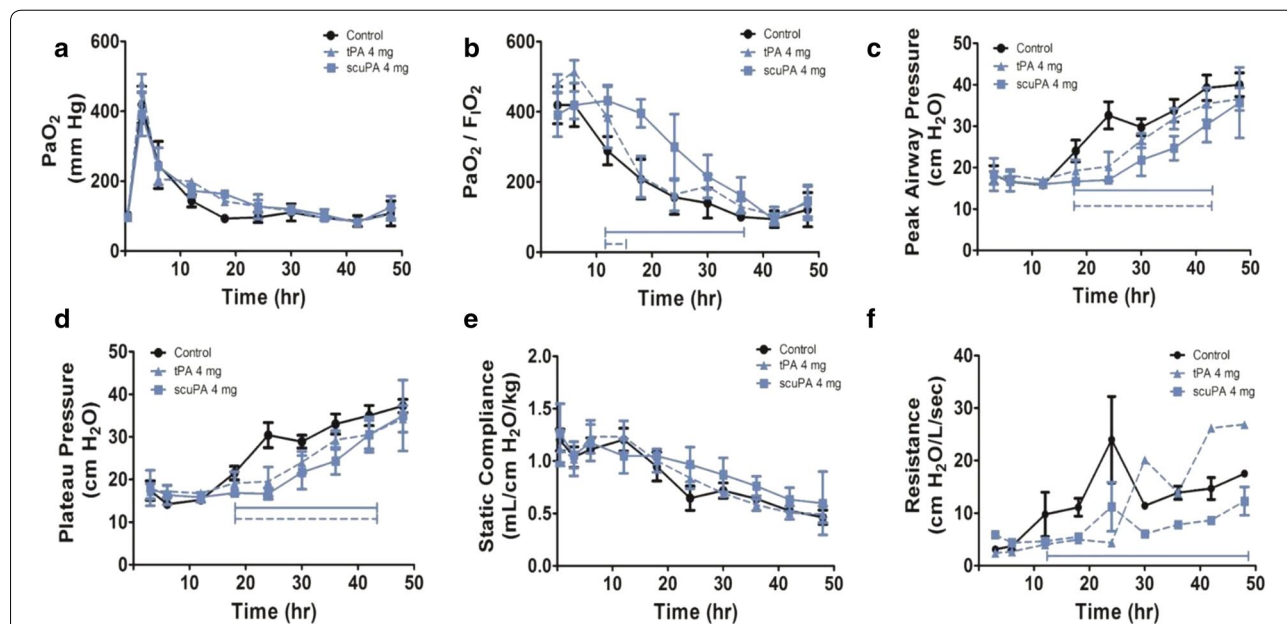 a
Control
tPA 4 mg
scuPA 4 mg
PaO2
(mm Hg)
600
400
200
0
10 20 30 40 50
Time (hr)
b
Control
tPA 4 mg
scuPA 4 mg
PaO2 / FIO2
600
400
200
0
10 20 30 40 50
Time (hr)
c
Control
tPA 4 mg
scuPA 4 mg
Peak Airway Pressure
(cm H2O)
50
40
30
20
10
0
10 20 30 40 50
Time (hr)
d
Control
tPA 4 mg
scuPA 4 mg
Plateau Pressure
(cm H2O)
50
40
30
20
10
0
10 20 30 40 50
Time (hr)
e
Control
tPA 4 mg
scuPA 4 mg
Static Compliance
(mL/cm H2O/kg)
2.0
1.5
1.0
0.5
0.0
10 20 30 40 50
Time (hr)
f
Control
tPA 4 mg
scuPA 4 mg
Resistance
(cm H2O/L/sec)
40
30
20
10
0
10 20 30 40 50
Time (hr)